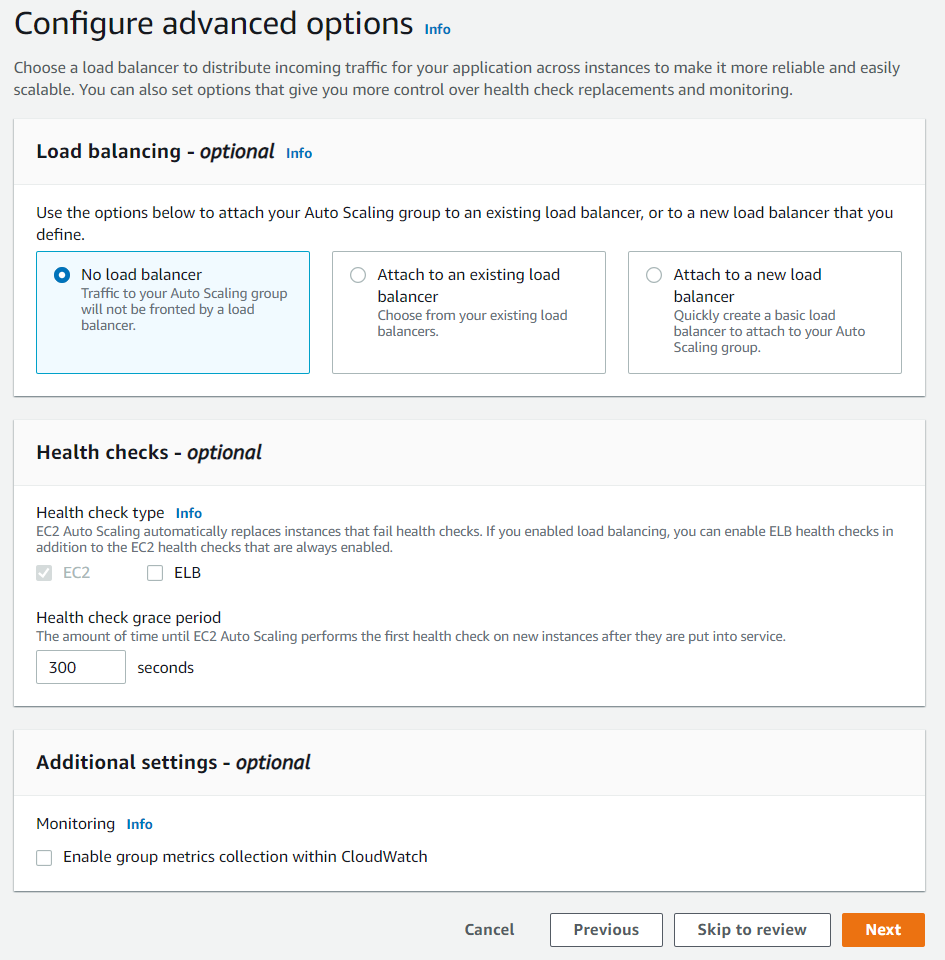 Configure advanced options Info
Choose a load balancer to distribute incoming traffic for your application across instances to make it more reliable and easily
scalable. You can also set options that give you more control over health check replacements and monitoring.
Load balancing - optional Info
Use the options below to attach your Auto Scaling group to an existing load balancer, or to a new load balancer that you
define.
No load balancer
Traffic to your Auto Scaling group
will not be fronted by a load
balancer.
Attach to an existing load
balancer
Choose from your existing load
balancers.
Attach to a new load
balancer
Quickly create a basic load
balancer to attach to your Auto
Scaling group.
Health checks - optional
Health check type Info
EC2 Auto Scaling automatically replaces instances that fail health checks. If you enabled load balancing, you can enable ELB health checks in
addition to the EC2 health checks that are always enabled.
EC2 ELB
Health check grace period
The amount of time until EC2 Auto Scaling performs the first health check on new instances after they are put into service.
300 seconds
Additional settings - optional
Monitoring Info
Enable group metrics collection within CloudWatch
Cancel Previous Skip to review Next